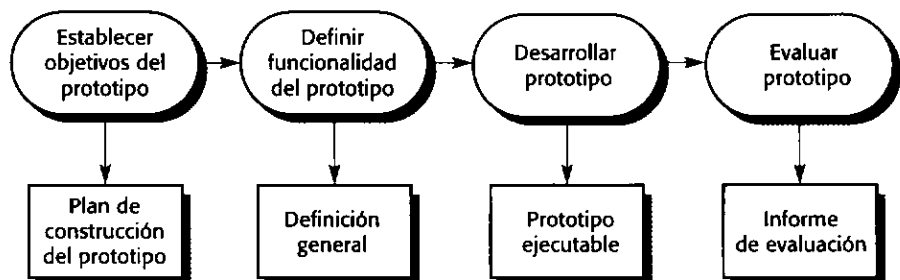 Establecer
objetivos del
prototipo
Definir
funcionalidad
del prototipo
Desarrollar
prototipo
Evaluar
prototipo
Plan de
construcción
del prototipo
Definición
general
Prototipo
ejecutable
Informe
de evaluación